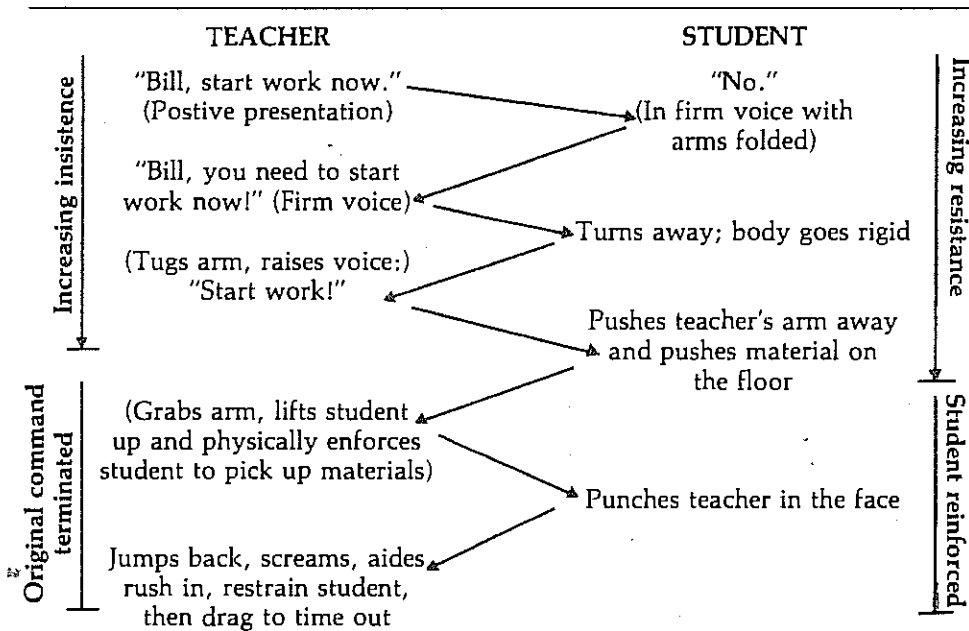 TEACHER
STUDENT
Increasing insistence
"Bill, start work now."
(Postive presentation)
"No."
(In firm voice with
arms folded)
"Bill, you need to start
work now!" (Firm voice)
Turns away; body goes rigid
(Tugs arm, raises voice:)
"Start work!"
Pushes teacher's arm away
and pushes material on
the floor
Increasing resistance
Original command
terminated
(Grabs arm, lifts student
up and physically enforces
student to pick up materials)
Punches teacher in the face
Jumps back, screams, aides
rush in, restrain student,
then drag to time out
Student reinforced